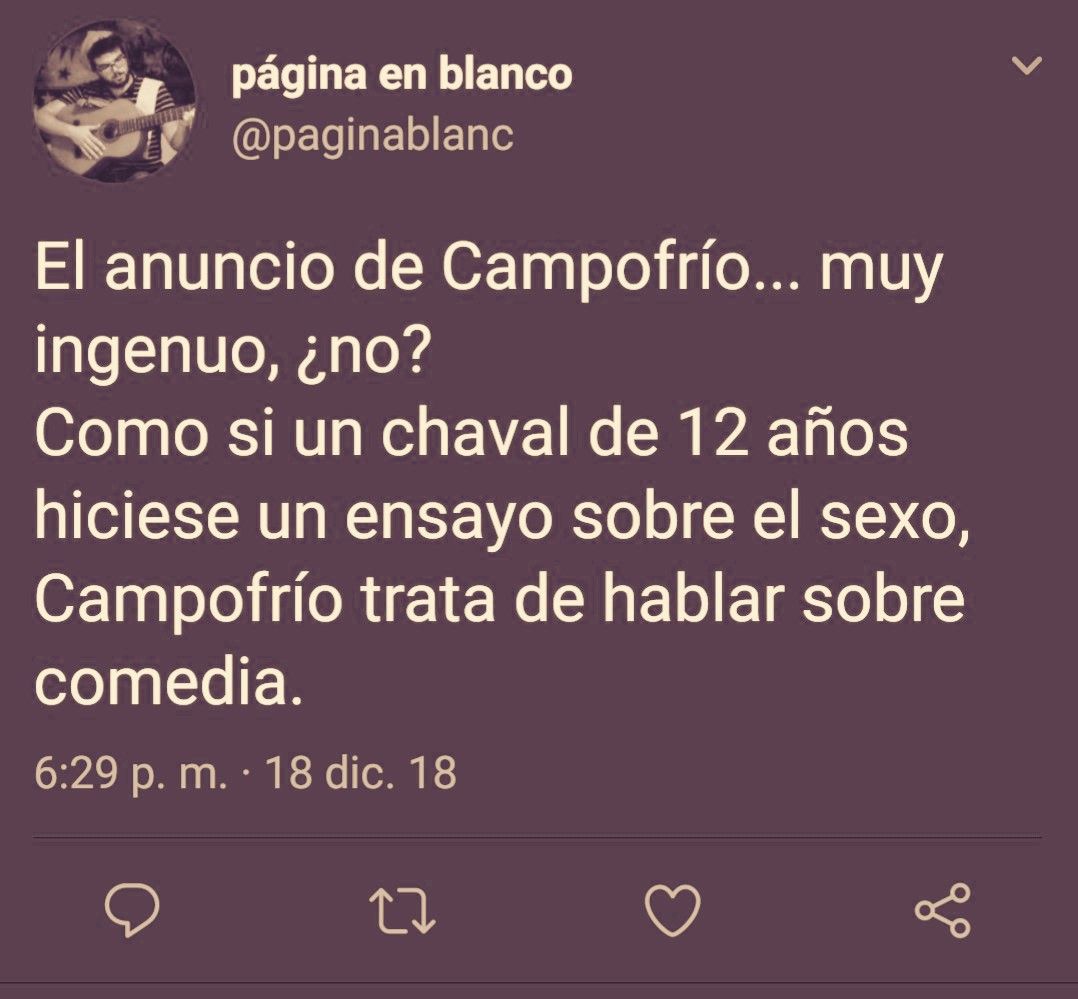 página en blanco
@paginablanc
El anuncio de Campofrío... muy
ingenuo, ¿no?
Como si un chaval de 12 años
hiciese un ensayo sobre el sexo,
Campofrío trata de hablar sobre
comedia.
6:29 p. m. · 18 dic. 18